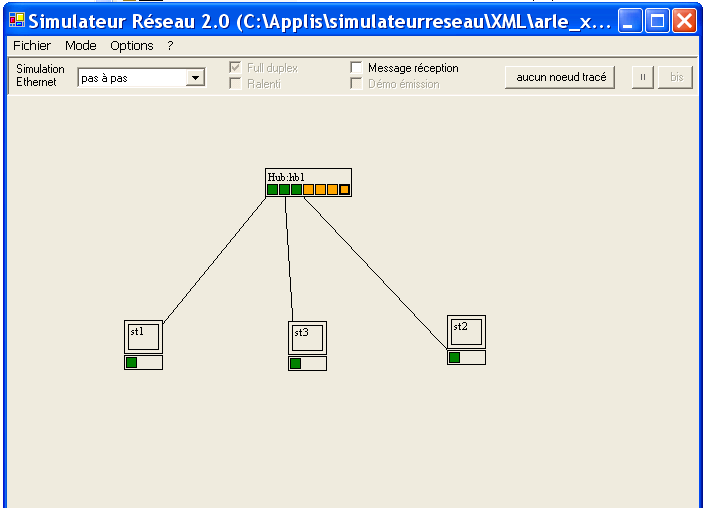 Simulateur Réseau 2.0 (C:\Applis\simulateurreseau\XML\arle_x...
Fichier Mode Options ?
Simulation Ethernet pas à pas Full duplex Ralenti Message réception Démo émission aucun noeud tracé II bis
Hub:hb1
st1
st3
st2